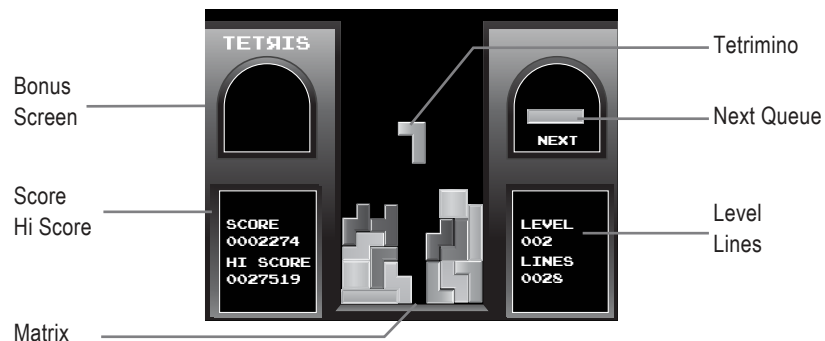 TETЯIS
Tetrimino
Bonus
Screen
Next Queue
NEXT
Score
Hi Score
SCORE
0002274
HI SCORE
0027519
LEVEL
002
LINES
0028
Level
Lines
Matrix